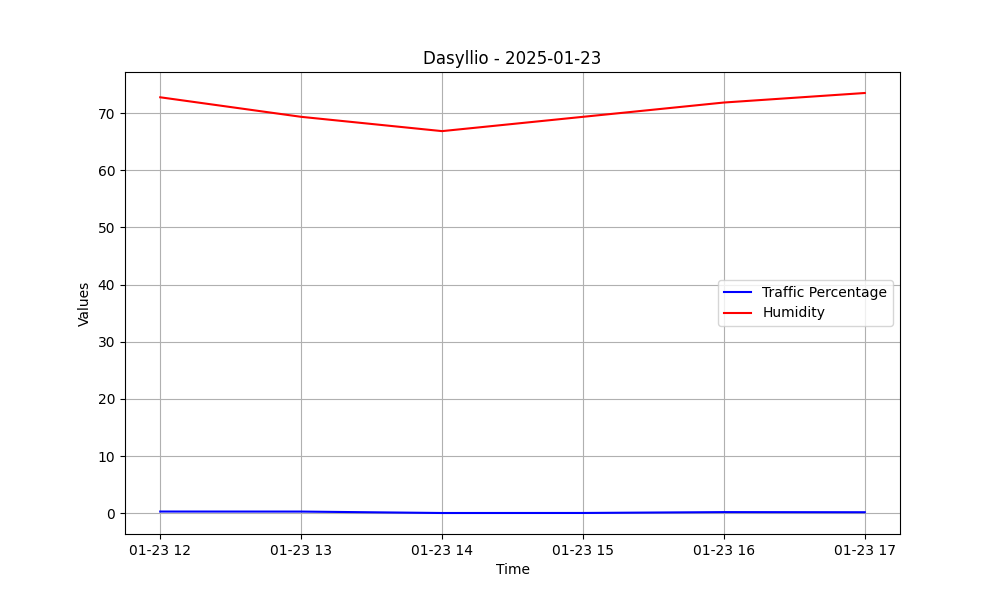 Dasyllio - 2025-01-23
Values
70
60
50
40
30
20
10
0
Traffic Percentage
Humidity
01-23 12
01-23 13
01-23 14
01-23 15
01-23 16
01-23 17
Time